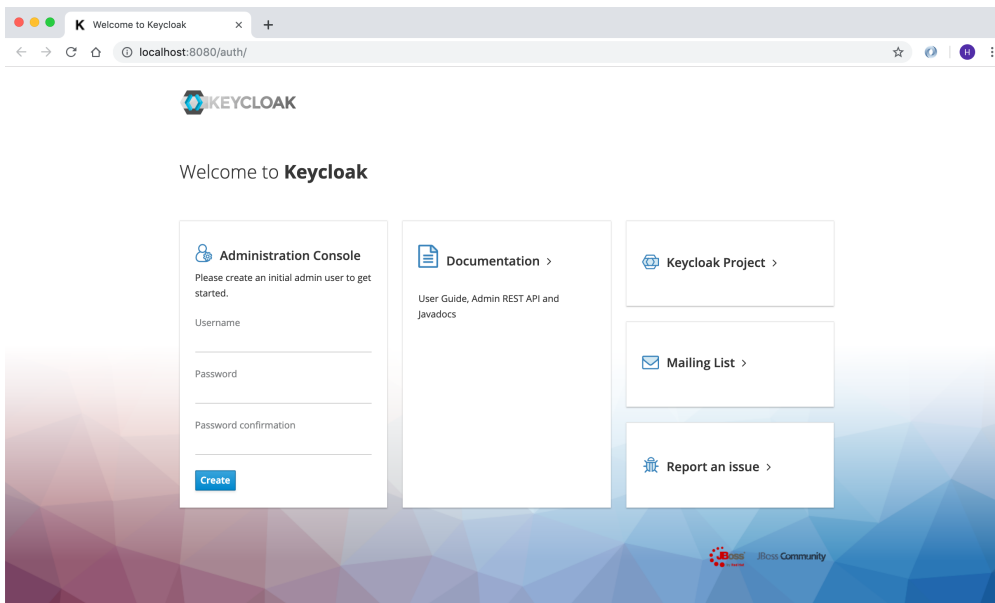 K Welcome to Keycloak
localhost:8080/auth/
H
KEYCLOAK
Welcome to Keycloak
Administration Console
Please create an initial admin user to get
started.
Username
Password
Password confirmation
Create
Documentation >
User Guide, Admin REST API and
Javadocs
Keycloak Project >
Mailing List >
Report an issue >
JBoss JBoss Community